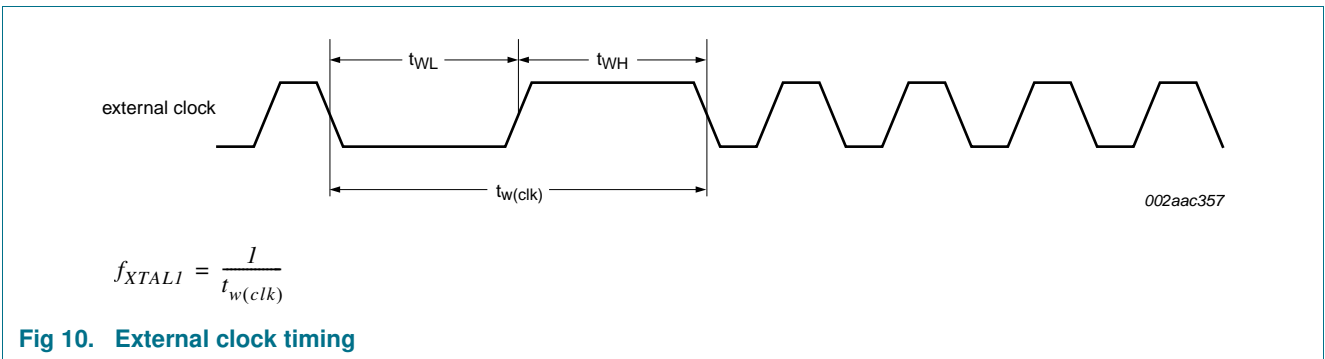 t_WL t_WH
external clock
t_w(clk)
002aac357
f_XTAL1 = 1 / t_w(clk)
Fig 10. External clock timing